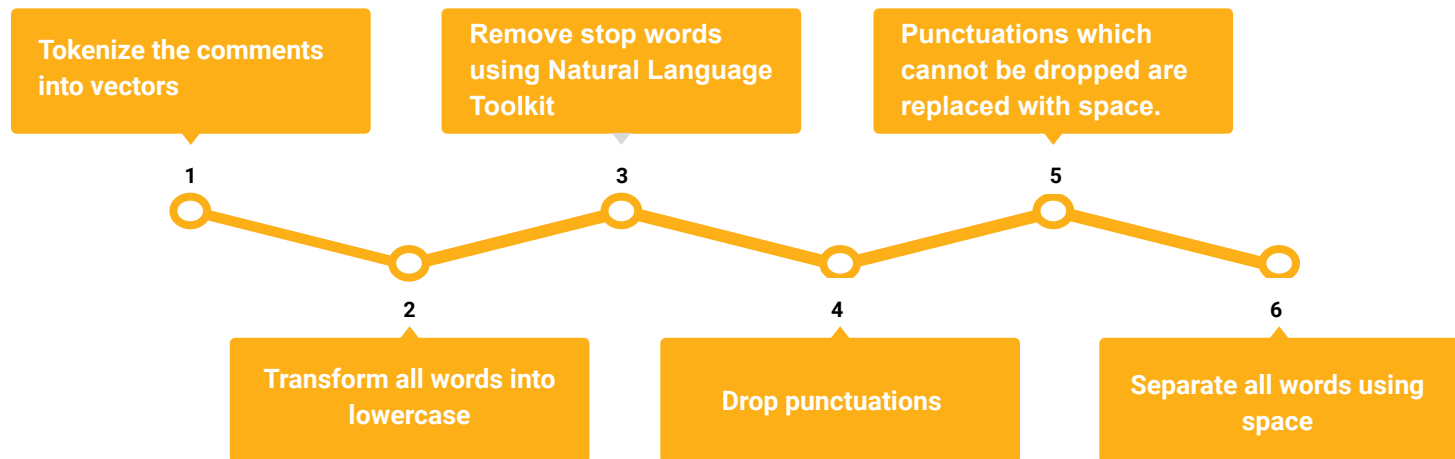 Tokenize the comments
into vectors
Remove stop words
using Natural Language
Toolkit
Punctuations which
cannot be dropped are
replaced with space.
1
3
5
2
4
6
Transform all words into
lowercase
Drop punctuations
Separate all words using
space